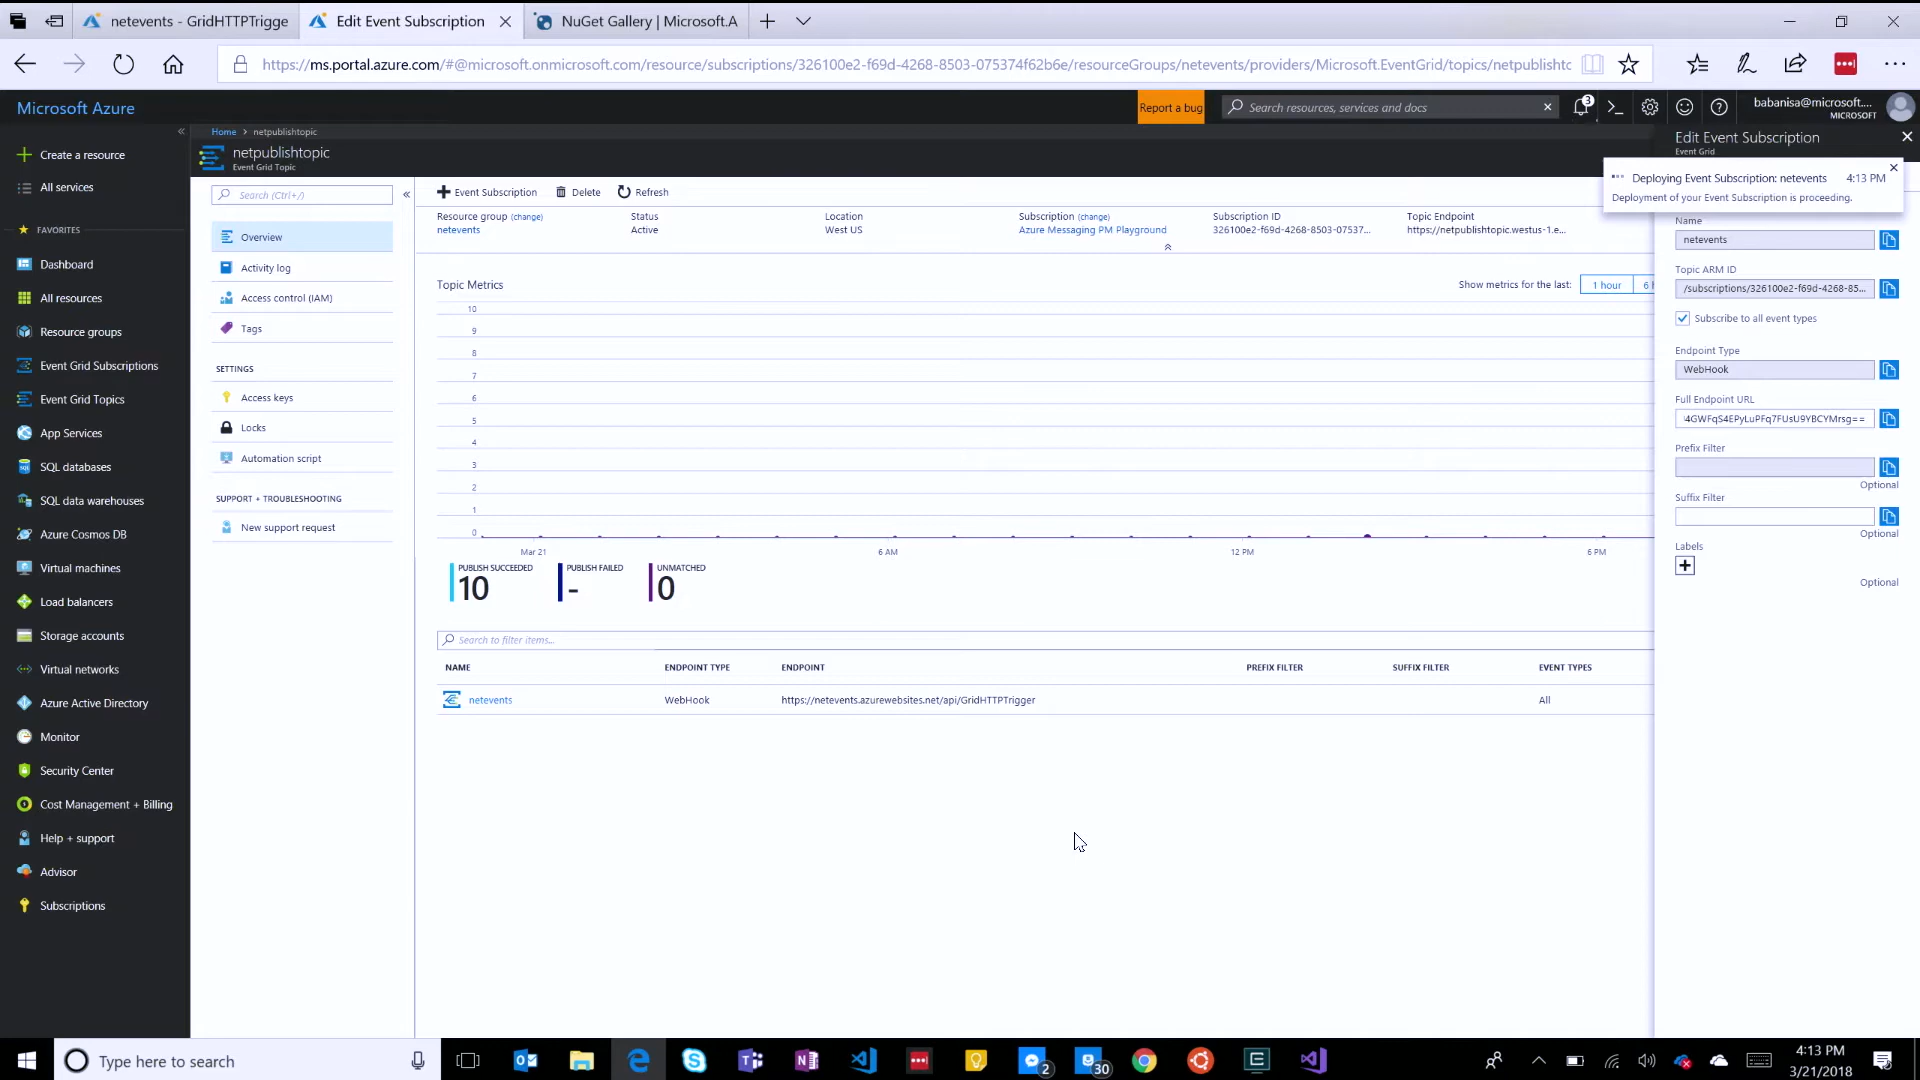 netevents - GridHTTPTrigge
Edit Event Subscription
NuGet Gallery | Microsoft.A
https://ms.portal.azure.com/#@microsoft.onmicrosoft.com/resource/subscriptions/326100e2-f69d-4268-8503-075374f62b6e/resourceGroups/netevents/providers/Microsoft.EventGrid/topics/netpublishtc
Microsoft Azure
Report a bug
Search resources, services and docs
3
babanisa@microsoft....
MICROSOFT
Create a resource
All services
FAVORITES
Dashboard
All resources
Resource groups
Event Grid Subscriptions
Event Grid Topics
App Services
SQL databases
SQL data warehouses
Azure Cosmos DB
Virtual machines
Load balancers
Storage accounts
Virtual networks
Azure Active Directory
Monitor
Security Center
Cost Management + Billing
Help + support
Advisor
Subscriptions
Home > netpublishtopic
netpublishtopic
Event Grid Topic
Search (Ctrl+/)
Overview
Activity log
Access control (IAM)
Tags
SETTINGS
Access keys
Locks
Automation script
SUPPORT + TROUBLESHOOTING
New support request
Event Subscription
Delete
Refresh
Resource group (change)
netevents
Status
Active
Location
West US
Subscription (change)
Azure Messaging PM Playground
Subscription ID
326100e2-f69d-4268-8503-07537...
Topic Endpoint
https://netpublishtopic.westus-1.e...
Topic Metrics
Show metrics for the last:
1 hour
6 h
10
9
8
7
6
5
4
3
2
1
0
Mar 21
6 AM
12 PM
6 PM
PUBLISH SUCCEEDED
10
PUBLISH FAILED
-
UNMATCHED
0
Search to filter items...
NAME ENDPOINT TYPE ENDPOINT PREFIX FILTER SUFFIX FILTER EVENT TYPES
netevents WebHook https://netevents.azurewebsites.net/api/GridHTTPTrigger All
Edit Event Subscription
Event Grid
Deploying Event Subscription: netevents 4:13 PM
Deployment of your Event Subscription is proceeding.
Name
netevents
Topic ARM ID
/subscriptions/326100e2-f69d-4268-85...
Subscribe to all event types
Endpoint Type
WebHook
Full Endpoint URL
4GWFqS4EPyLuPFq7FUsU9YBCYMrsg==
Prefix Filter
Optional
Suffix Filter
Optional
Labels
Optional
Type here to search
2
30
4:13 PM
3/21/2018